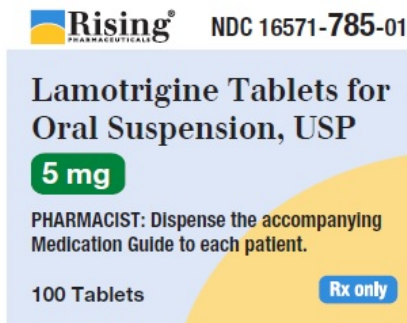 Rising®
PHARMACEUTICALS
NDC 16571-785-01
Lamotrigine Tablets for
Oral Suspension, USP
5 mg
PHARMACIST: Dispense the accompanying
Medication Guide to each patient.
100 Tablets
Rx only